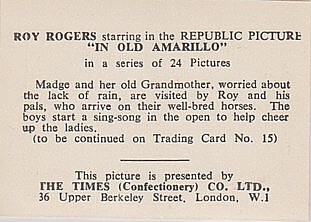 ROY ROGERS starring in the REPUBLIC PICTURE
"IN OLD AMARILLO"
in a series of 24 Pictures
Madge and her old Grandmother, worried about
the lack of rain, are visited by Roy and his
pals, who arrive on their well-bred horses. The
boys start a sing-song in the open to help cheer
up the ladies.
(to be continued on Trading Card No. 15)
This picture is presented by
THE TIMES (Confectionery) CO. LTD.,
36 Upper Berkeley Street, London, W.1